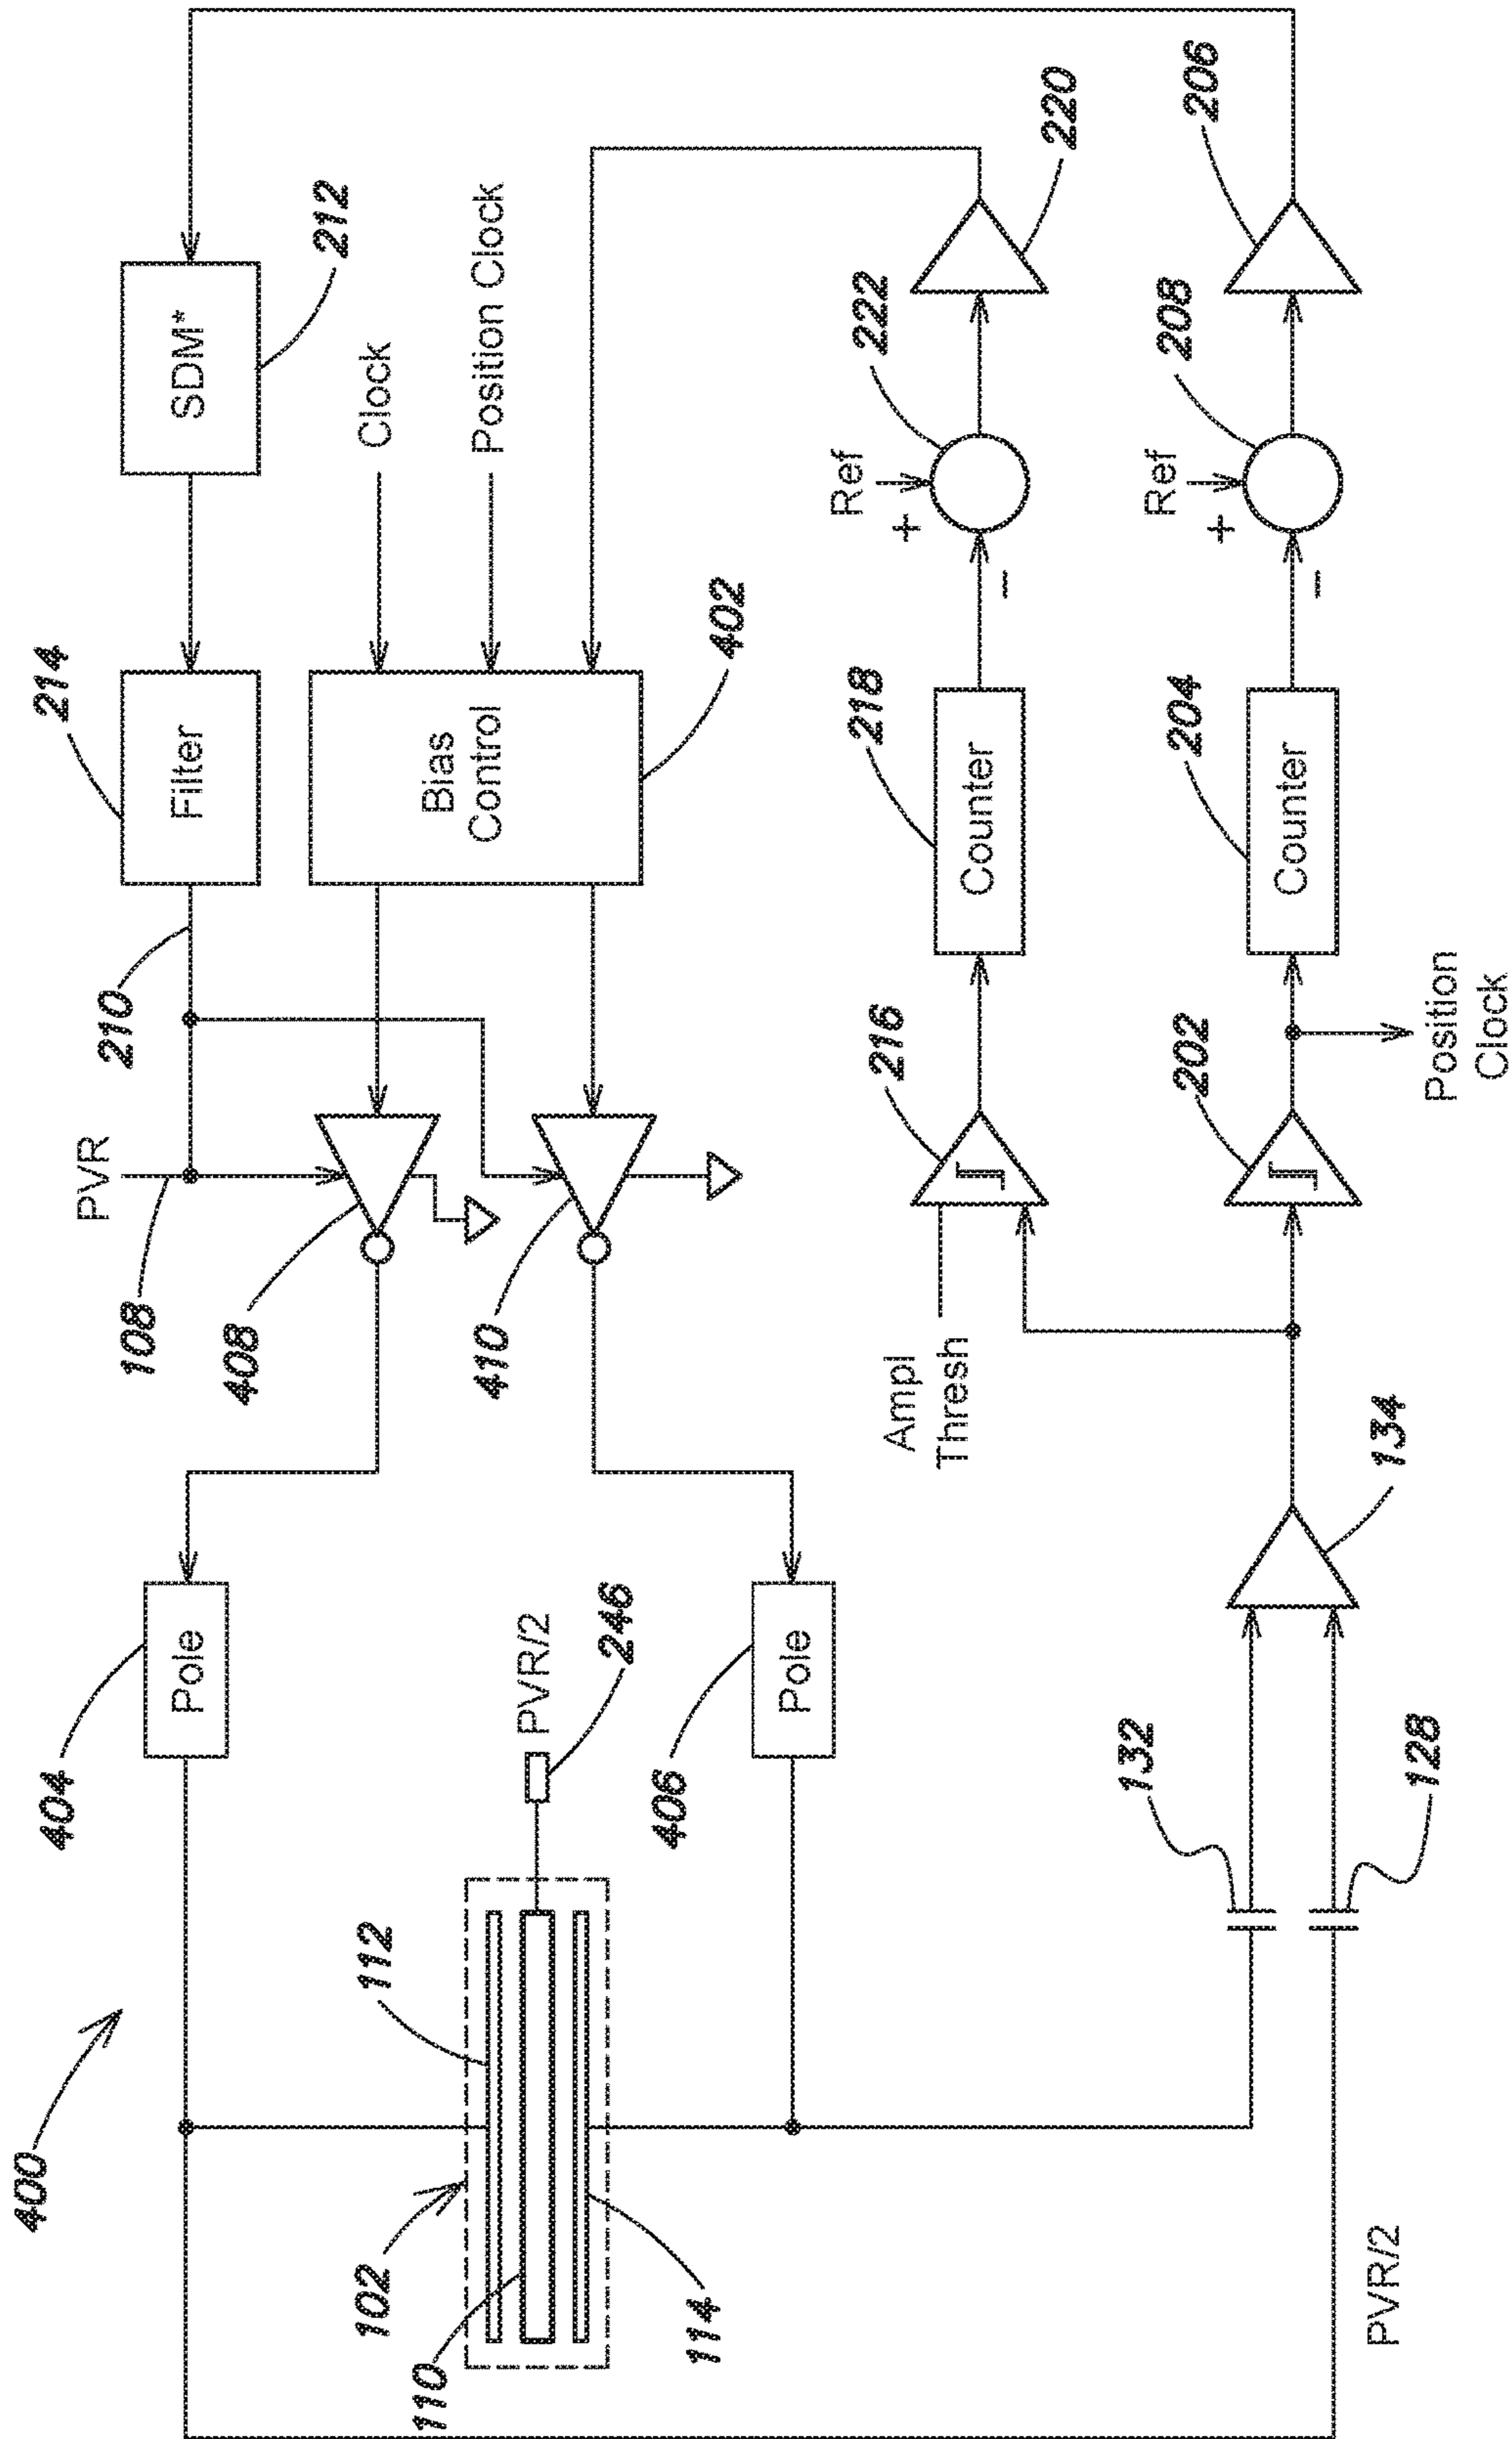 400
404
214
PVR
210
108
Pole
Filter
SDM*
408
212
102
112
Clock
110
Bias
Control
410
Position Clock
PVR/2
246
406
114
402
Pole
Ampl
Thresh
Ref
+
216
218
222
220
Counter
−
132
Ref
+
202
204
208
206
Counter
−
134
PVR/2
128
Position
Clock